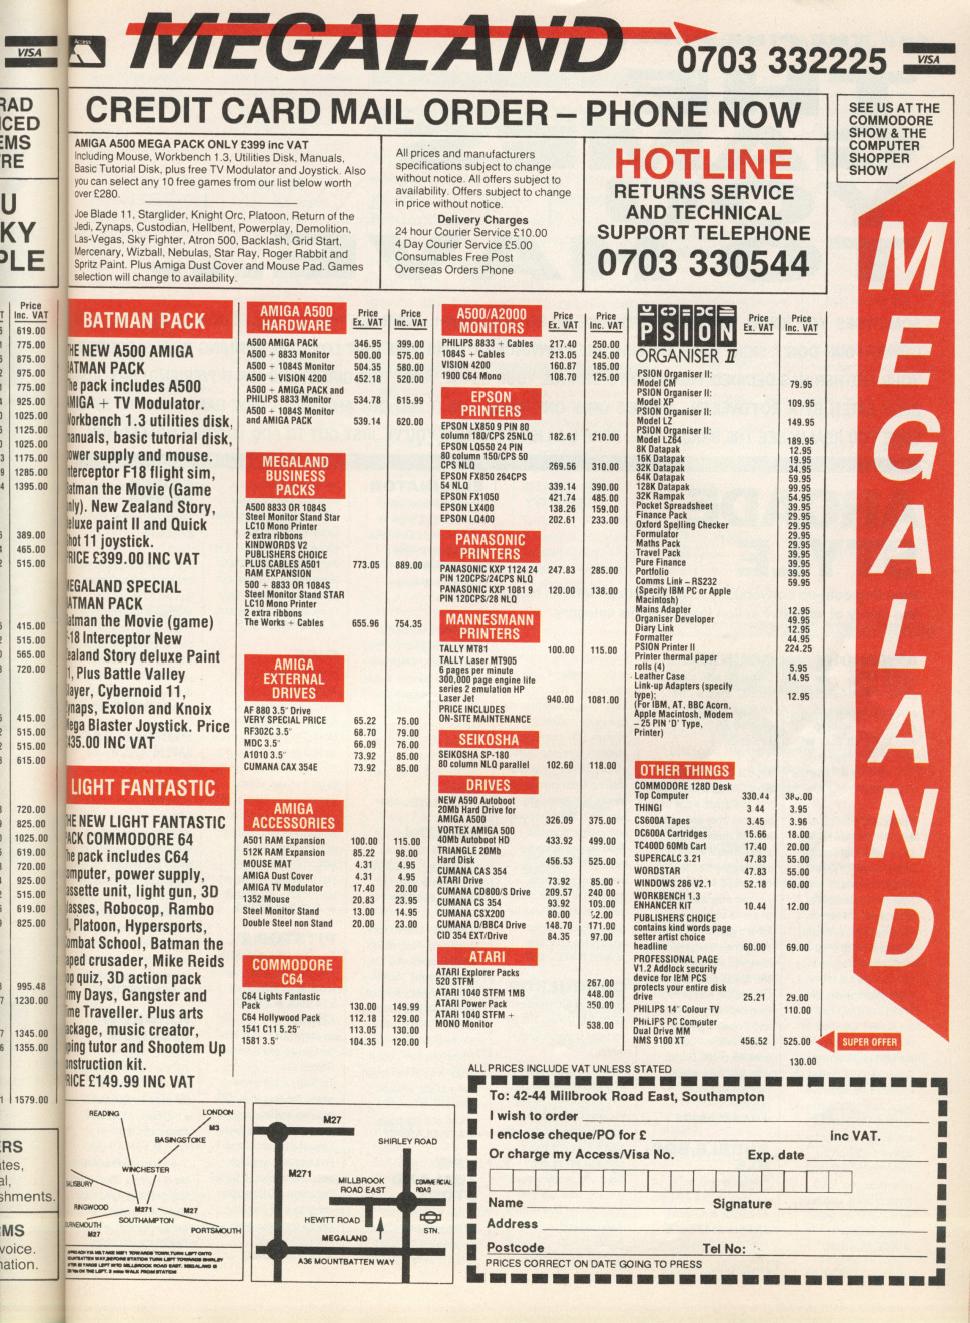 VISA
Access
MEGALAND
0703 332225
VISA
CREDIT CARD MAIL ORDER – PHONE NOW
SEE US AT THE
COMMODORE
SHOW & THE
COMPUTER
SHOPPER
SHOW
AMIGA A500 MEGA PACK ONLY £399 inc VAT
Including Mouse, Workbench 1.3, Utilities Disk, Manuals,
Basic Tutorial Disk, plus free TV Modulator and Joystick. Also
you can select any 10 free games from our list below worth
over £280.
Joe Blade 11, Starglider, Knight Orc, Platoon, Return of the
Jedi, Zynaps, Custodian, Hellbent, Powerplay, Demolition,
Las-Vegas, Sky Fighter, Atron 500, Backlash, Grid Start,
Mercenary, Wizball, Nebulas, Star Ray, Roger Rabbit and
Spritz Paint. Plus Amiga Dust Cover and Mouse Pad. Games
selection will change to availability.
All prices and manufacturers
specifications subject to change
without notice. All offers subject to
availability. Offers subject to change
in price without notice.
Delivery Charges
24 hour Courier Service £10.00
4 Day Courier Service £5.00
Consumables Free Post
Overseas Orders Phone
HOTLINE
RETURNS SERVICE
AND TECHNICAL
SUPPORT TELEPHONE
0703 330544
MEGALAND
BATMAN PACK
THE NEW A500 AMIGA
BATMAN PACK
The pack includes A500
AMIGA + TV Modulator.
Workbench 1.3 utilities disk,
manuals, basic tutorial disk,
power supply and mouse.
Interceptor F18 flight sim,
Batman the Movie (Game
only). New Zealand Story,
Deluxe paint II and Quick
Shot 11 joystick.
PRICE £399.00 INC VAT
MEGALAND SPECIAL
BATMAN PACK
Batman the Movie (game)
F-18 Interceptor New
Zealand Story deluxe Paint
11, Plus Battle Valley
Player, Cybernoid 11,
Zynaps, Exolon and Knoix
Mega Blaster Joystick. Price
£435.00 INC VAT
LIGHT FANTASTIC
THE NEW LIGHT FANTASTIC
PACK COMMODORE 64
The pack includes C64
computer, power supply,
cassette unit, light gun, 3D
glasses, Robocop, Rambo
Platoon, Hypersports,
Combat School, Batman the
caped crusader, Mike Reids
pop quiz, 3D action pack
Army Days, Gangster and
Time Traveller. Plus arts
package, music creator,
typing tutor and Shootem Up
construction kit.
PRICE £149.99 INC VAT
AMIGA A500 HARDWARE
Price Ex. VAT Price Inc. VAT
A500 AMIGA PACK 346.95 399.00
A500 + 8833 Monitor 500.00 575.00
A500 + 1084S Monitor 504.35 580.00
A500 + VISION 4200 452.18 520.00
A500 + AMIGA PACK and
PHILIPS 8833 Monitor 534.78 615.99
A500 + 1084S Monitor
and AMIGA PACK 539.14 620.00
MEGALAND BUSINESS PACKS
A500 8833 OR 1084S
Steel Monitor Stand Star
LC10 Mono Printer
2 extra ribbons
KINDWORDS V2
PUBLISHERS CHOICE
PLUS CABLES A501 773.05 889.00
RAM EXPANSION
500 + 8833 OR 1084S
Steel Monitor Stand STAR
LC10 Mono Printer
2 extra ribbons
The Works + Cables 655.96 754.35
AMIGA EXTERNAL DRIVES
AF 880 3.5" Drive
VERY SPECIAL PRICE 65.22 75.00
RF302C 3.5" 68.70 79.00
MDC 3.5" 66.09 76.00
A1010 3.5" 73.92 85.00
CUMANA CAX 354E 73.92 85.00
AMIGA ACCESSORIES
A501 RAM Expansion 100.00 115.00
512K RAM Expansion 85.22 98.00
MOUSE MAT 4.31 4.95
AMIGA Dust Cover 4.31 4.95
AMIGA TV Modulator 17.40 20.00
1352 Mouse 20.83 23.95
Steel Monitor Stand 13.00 14.95
Double Steel non Stand 20.00 23.00
COMMODORE C64
C64 Lights Fantastic
Pack 130.00 149.99
C64 Hollywood Pack 112.18 129.00
1541 C11 5.25" 113.05 130.00
1581 3.5" 104.35 120.00
A500/A2000 MONITORS
Price Ex. VAT Price Inc. VAT
PHILIPS 8833 + Cables 217.40 250.00
1084S + Cables 213.05 245.00
VISION 4200 160.87 185.00
1900 C64 Mono 108.70 125.00
EPSON PRINTERS
EPSON LX850 9 PIN 80
column 180/CPS 25NLQ 182.61 210.00
EPSON LQ550 24 PIN
80 column 150/CPS 50
CPS NLQ 269.56 310.00
EPSON FX850 264CPS
54 NLQ 339.14 390.00
EPSON FX1050 421.74 485.00
EPSON LX400 138.26 159.00
EPSON LQ400 202.61 233.00
PANASONIC PRINTERS
PANASONIC KXP 1124 24 247.83 285.00
PIN 120CPS/24CPS NLQ
PANASONIC KXP 1081 9 120.00 138.00
PIN 120CPS/28 NLQ
MANNESMANN PRINTERS
TALLY MT81 100.00 115.00
TALLY Laser MT905
6 pages per minute
300,000 page engine life
series 2 emulation HP
Laser Jet 940.00 1081.00
PRICE INCLUDES
ON-SITE MAINTENANCE
SEIKOSHA
SEIKOSHA SP-180
80 column NLQ parallel 102.60 118.00
DRIVES
NEW A590 Autoboot
20Mb Hard Drive for
AMIGA A500 326.09 375.00
VORTEX AMIGA 500
40Mb Autoboot HD 433.92 499.00
TRIANGLE 20Mb
Hard Disk 456.53 525.00
CUMANA CAS 354
ATARI Drive 73.92 85.00
CUMANA CD800/S Drive 209.57 240.00
CUMANA CS 354 93.92 109.00
CUMANA CSX200 80.00
CUMANA D/BBC4 Drive 148.70 171.00
CID 354 EXT/Drive 84.35 97.00
ATARI
ATARI Explorer Packs
520 STFM 267.00
ATARI 1040 STFM 1MB 448.00
ATARI Power Pack 350.00
ATARI 1040 STFM +
MONO Monitor 538.00
PSION
ORGANISER II
Price Ex. VAT Price Inc. VAT
PSION Organiser II:
Model CM 79.95
PSION Organiser II:
Model XP 109.95
PSION Organiser II:
Model LZ 149.95
PSION Organiser II:
Model LZ64 189.95
8K Datapak 12.95
16K Datapak 19.95
32K Datapak 34.95
64K Datapak 59.95
128K Datapak 99.95
32K Rampak 54.95
Pocket Spreadsheet 39.95
Finance Pack 29.95
Oxford Spelling Checker 29.95
Formulator 29.95
Maths Pack 29.95
Travel Pack 39.95
Pure Finance 39.95
Portfolio 39.95
Comms Link – RS232 59.95
(Specify IBM PC or Apple
Macintosh)
Mains Adapter 12.95
Organiser Developer 49.95
Diary Link 12.95
Formatter 44.95
PSION Printer II 224.25
Printer thermal paper
rolls (4) 5.95
Leather Case 14.95
Link-up Adapters (specify
type): 12.95
(For IBM, AT, BBC Acorn,
Apple Macintosh, Modem
– 25 PIN 'D' Type,
Printer)
OTHER THINGS
COMMODORE 128D Desk
Top Computer 330.44
THINGI 3.44 3.95
CS600A Tapes 3.45 3.96
DC600A Cartridges 15.66 18.00
TC400D 60Mb Cart 17.40 20.00
SUPERCALC 3.21 47.83 55.00
WORDSTAR 47.83 55.00
WINDOWS 286 V2.1 52.18 60.00
WORKBENCH 1.3
ENHANCER KIT 10.44 12.00
PUBLISHERS CHOICE
contains kind words page
setter artist choice
headline 60.00 69.00
PROFESSIONAL PAGE
V1.2 Addlock security
device for IBM PCS
protects your entire disk
drive 25.21 29.00
PHILIPS 14" Colour TV 110.00
PHILIPS PC Computer
Dual Drive MM
NMS 9100 XT 456.52 525.00
SUPER OFFER
130.00
ALL PRICES INCLUDE VAT UNLESS STATED
To: 42-44 Millbrook Road East, Southampton
I wish to order
I enclose cheque/PO for £ Inc VAT.
Or charge my Access/Visa No. Exp. date
Name Signature
Address
Postcode Tel No:
PRICES CORRECT ON DATE GOING TO PRESS
READING
LONDON
M3
BASINGSTOKE
WINCHESTER
SALISBURY
RINGWOOD
M271
M27
BOURNEMOUTH
M27
SOUTHAMPTON
PORTSMOUTH
M27
SHIRLEY ROAD
M271
MILLBROOK
ROAD EAST
COMMERCIAL
ROAD
HEWITT ROAD
MEGALAND
STN.
A36 MOUNTBATTEN WAY